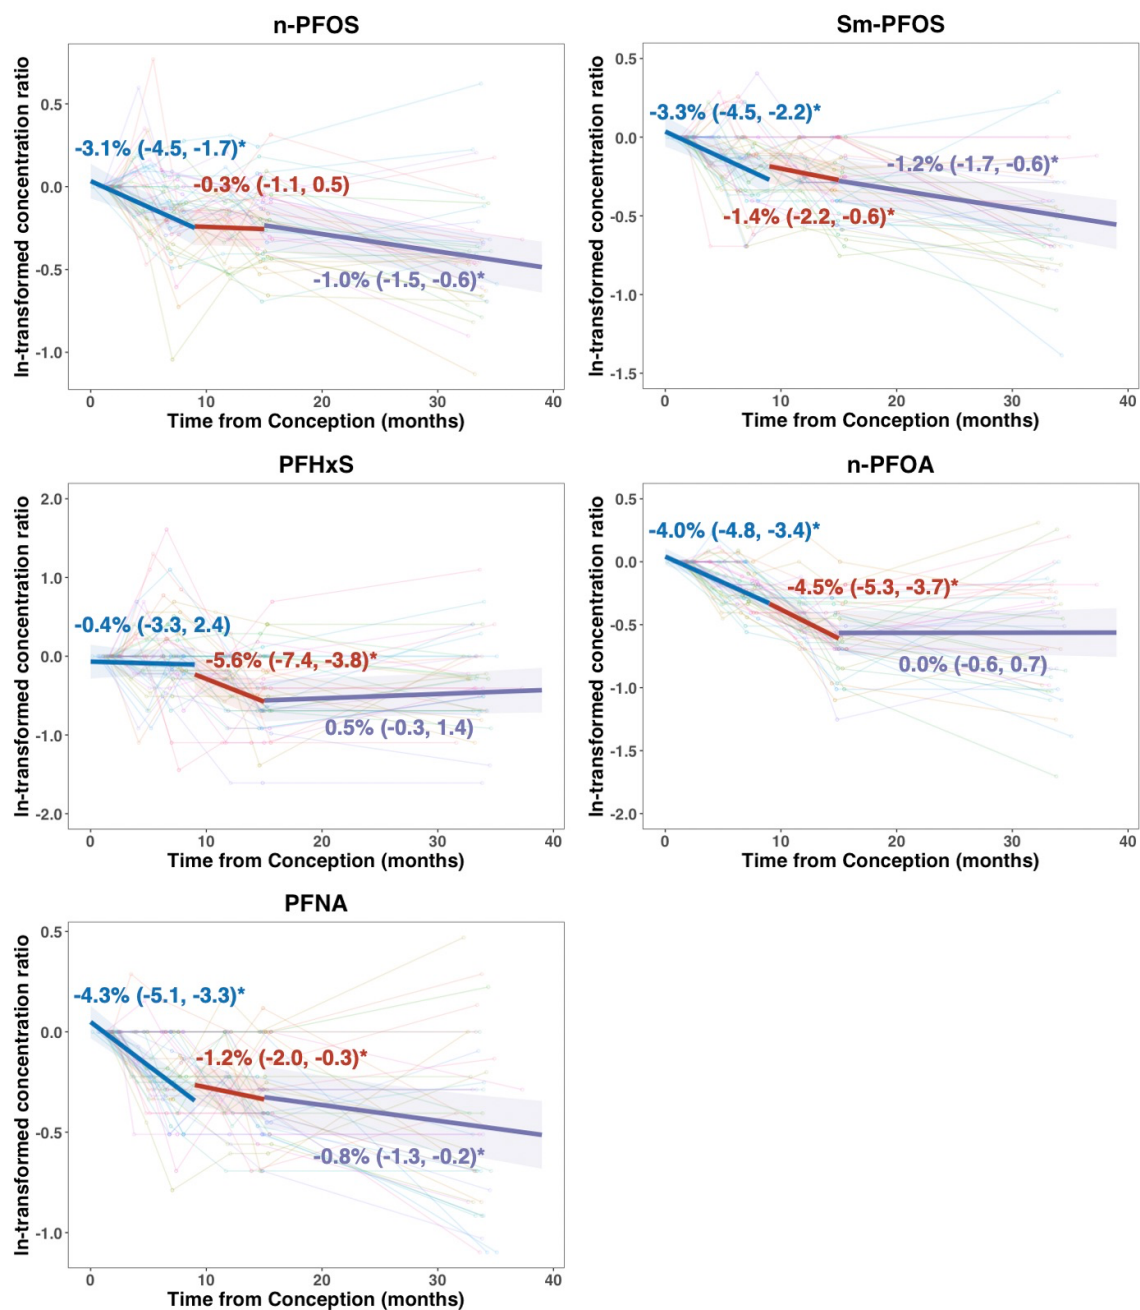 n-PFOS
ln-transformed concentration ratio
0.5
0.0
-0.5
-1.0
-3.1% (-4.5, -1.7)*
-0.3% (-1.1, 0.5)
-1.0% (-1.5, -0.6)*
0 10 20 30 40
Time from Conception (months)
Sm-PFOS
ln-transformed concentration ratio
0.5
0.0
-0.5
-1.0
-1.5
-3.3% (-4.5, -2.2)*
-1.2% (-1.7, -0.6)*
-1.4% (-2.2, -0.6)*
0 10 20 30 40
Time from Conception (months)
PFHxS
ln-transformed concentration ratio
2.0
1.0
0.0
-1.0
-2.0
-0.4% (-3.3, 2.4)
-5.6% (-7.4, -3.8)*
0.5% (-0.3, 1.4)
0 10 20 30 40
Time from Conception (months)
n-PFOA
ln-transformed concentration ratio
0.5
0.0
-0.5
-1.0
-1.5
-2.0
-4.0% (-4.8, -3.4)*
-4.5% (-5.3, -3.7)*
0.0% (-0.6, 0.7)
0 10 20 30 40
Time from Conception (months)
PFNA
ln-transformed concentration ratio
0.5
0.0
-0.5
-1.0
-4.3% (-5.1, -3.3)*
-1.2% (-2.0, -0.3)*
-0.8% (-1.3, -0.2)*
0 10 20 30 40
Time from Conception (months)